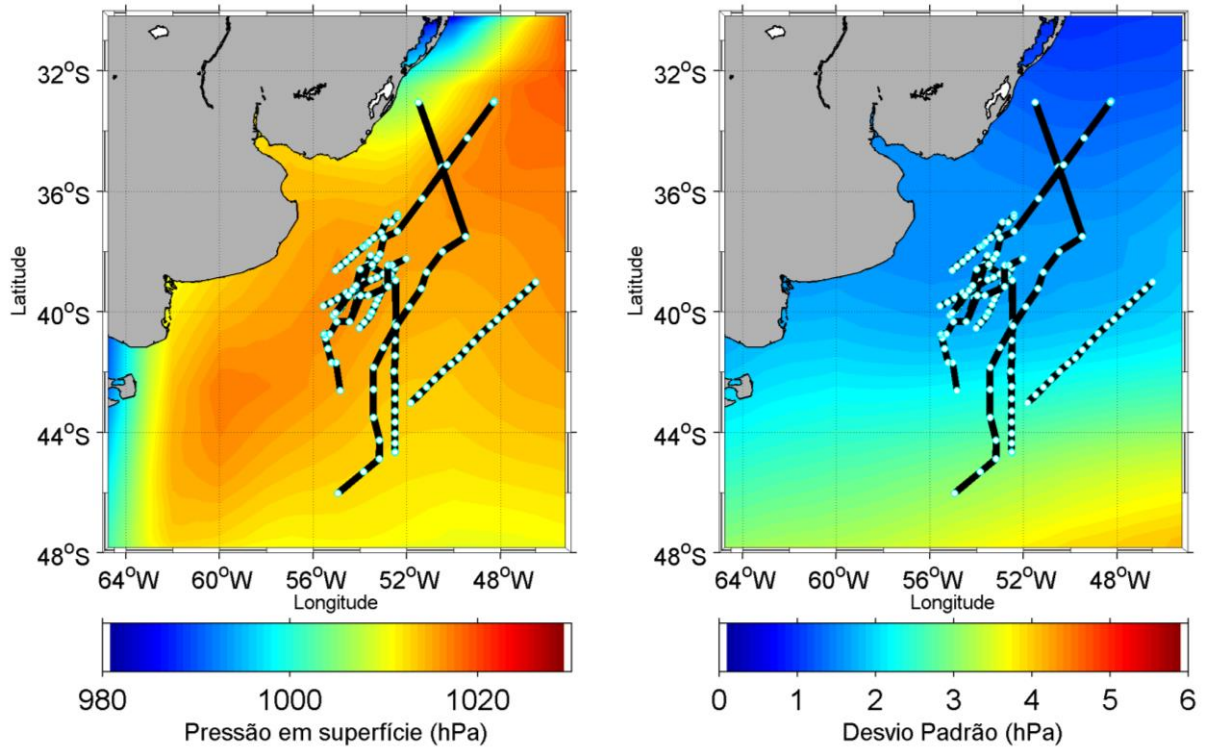 32°S
36°S
40°S
44°S
48°S
Latitude
64°W 60°W 56°W 52°W 48°W
Longitude
980 1000 1020
Pressão em superfície (hPa)
32°S
36°S
40°S
44°S
48°S
Latitude
64°W 60°W 56°W 52°W 48°W
Longitude
0 1 2 3 4 5 6
Desvio Padrão (hPa)